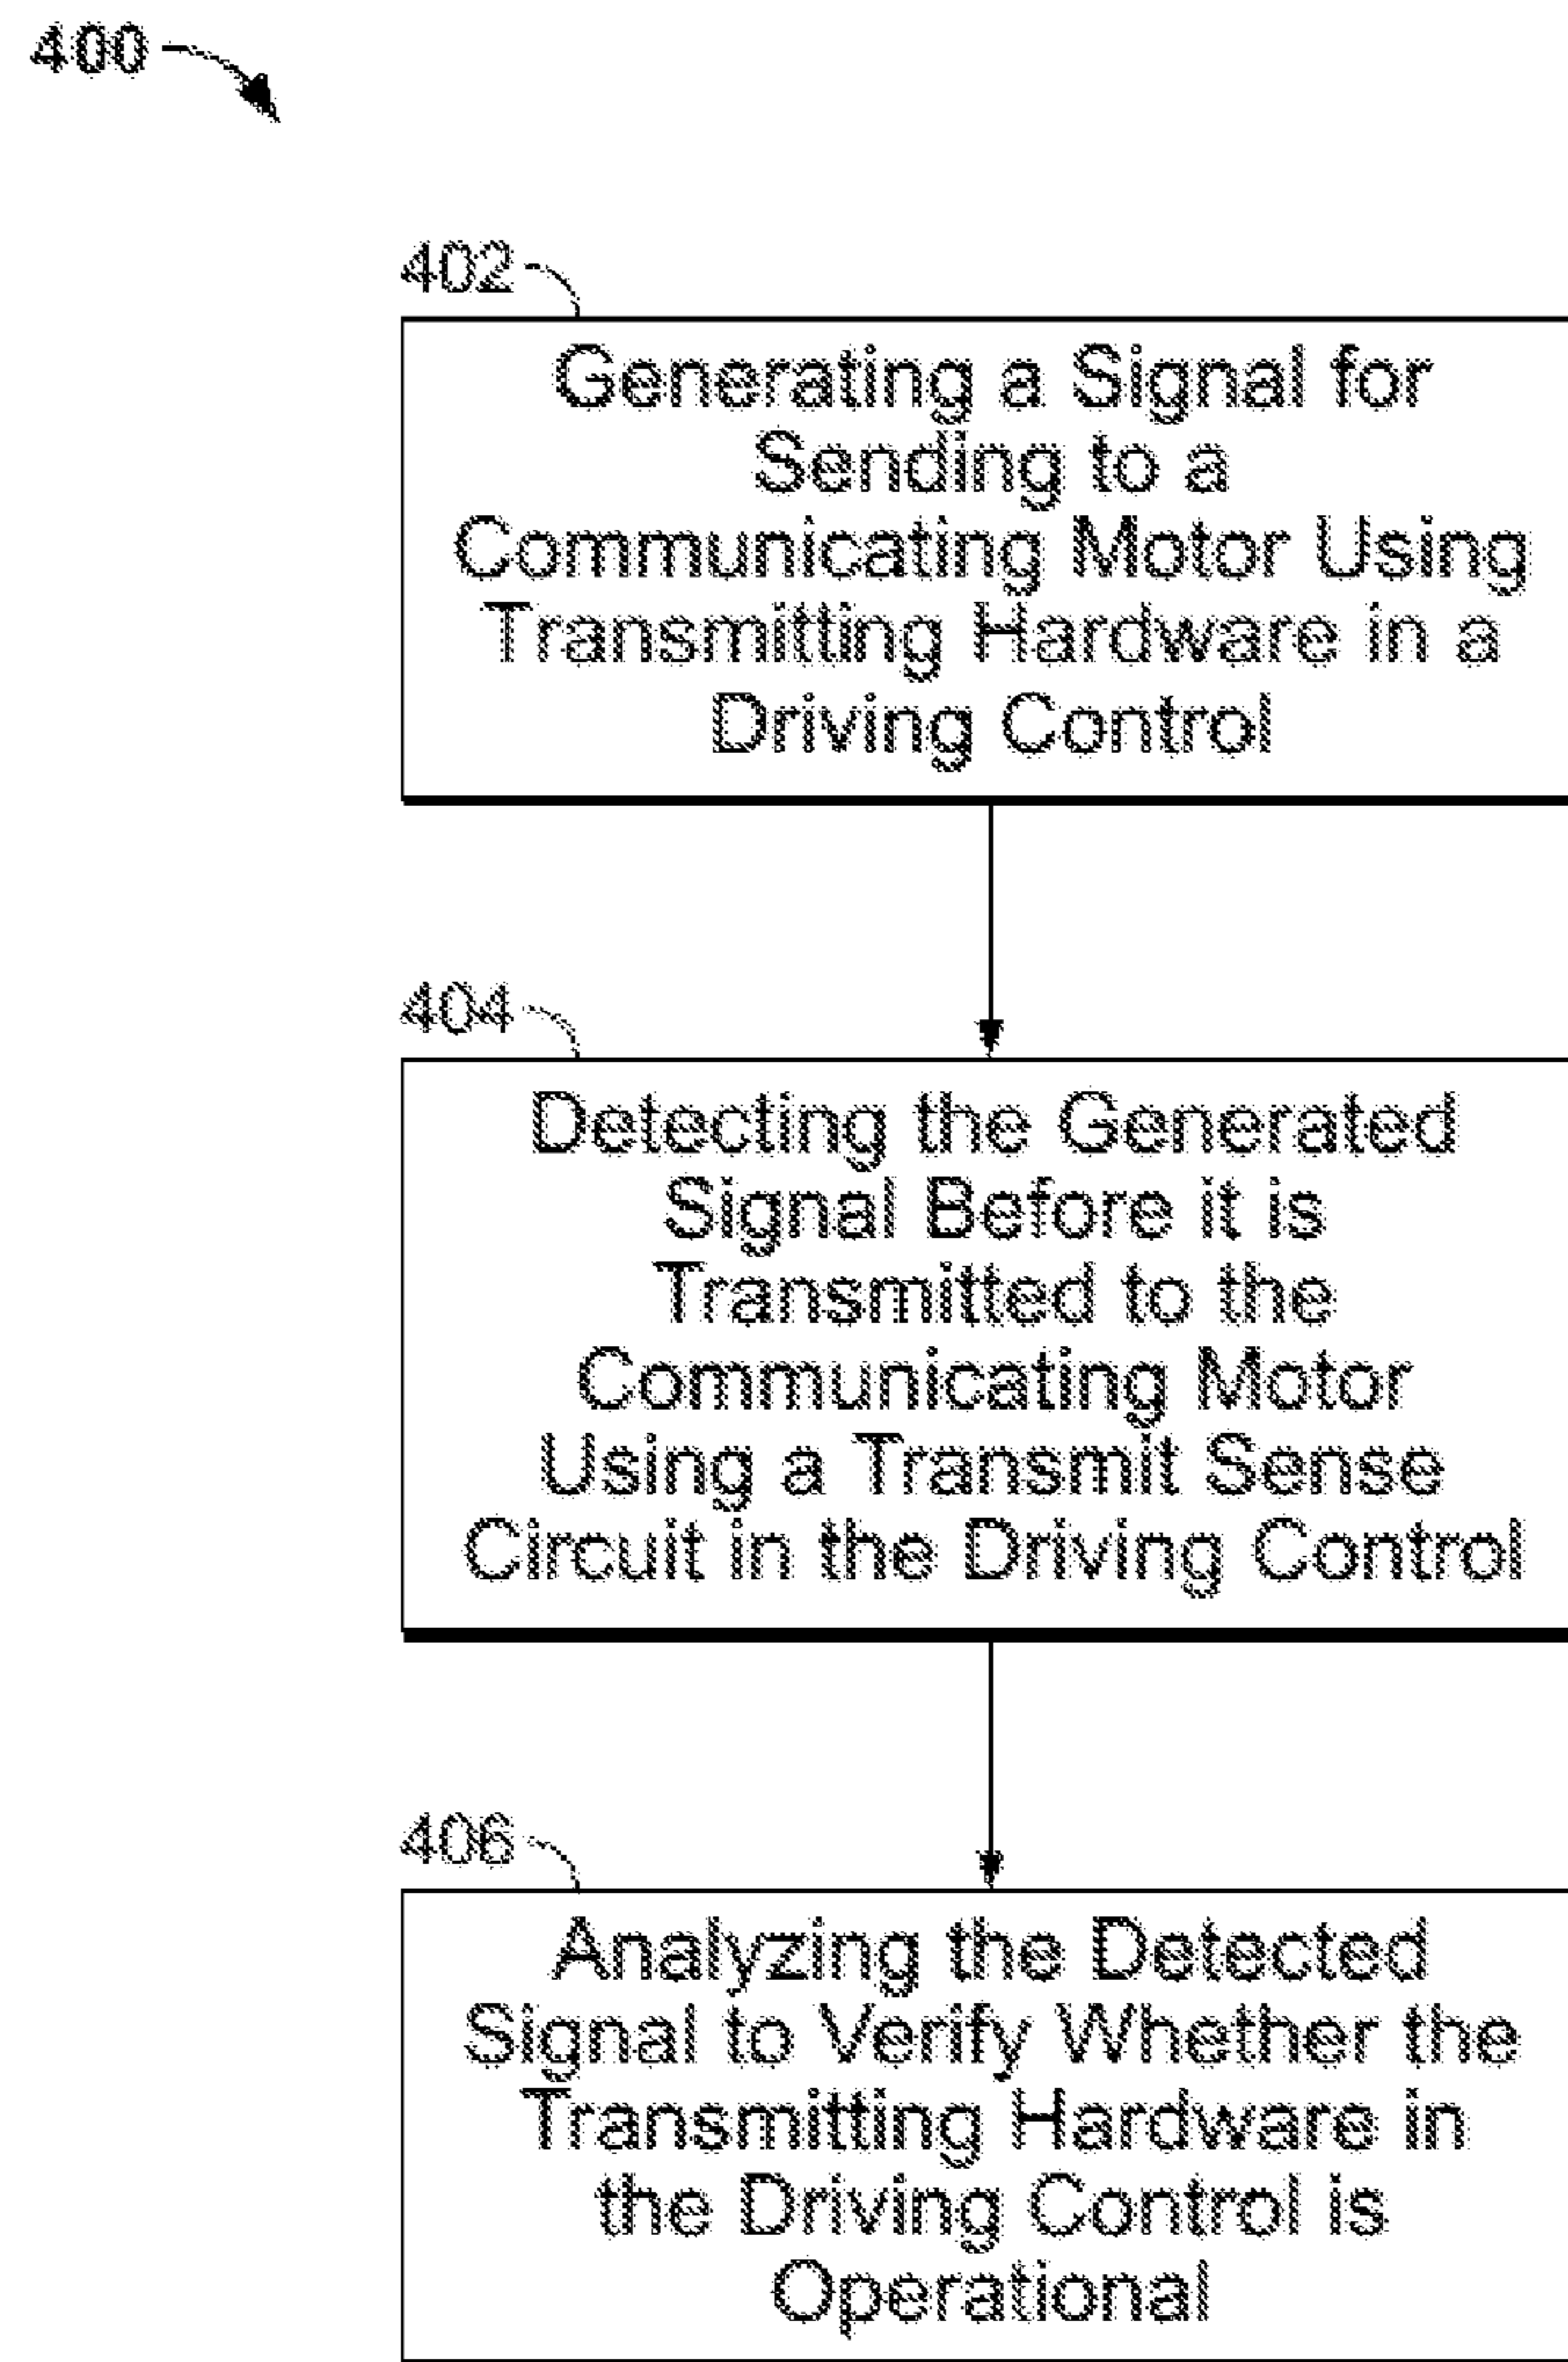 400
402
Generating a Signal for
Sending to a
Communicating Motor Using
Transmitting Hardware in a
Driving Control
404
Detecting the Generated
Signal Before it is
Transmitted to the
Communicating Motor
Using a Transmit Sense
Circuit in the Driving Control
406
Analyzing the Detected
Signal to Verify Whether the
Transmitting Hardware in
the Driving Control is
Operational